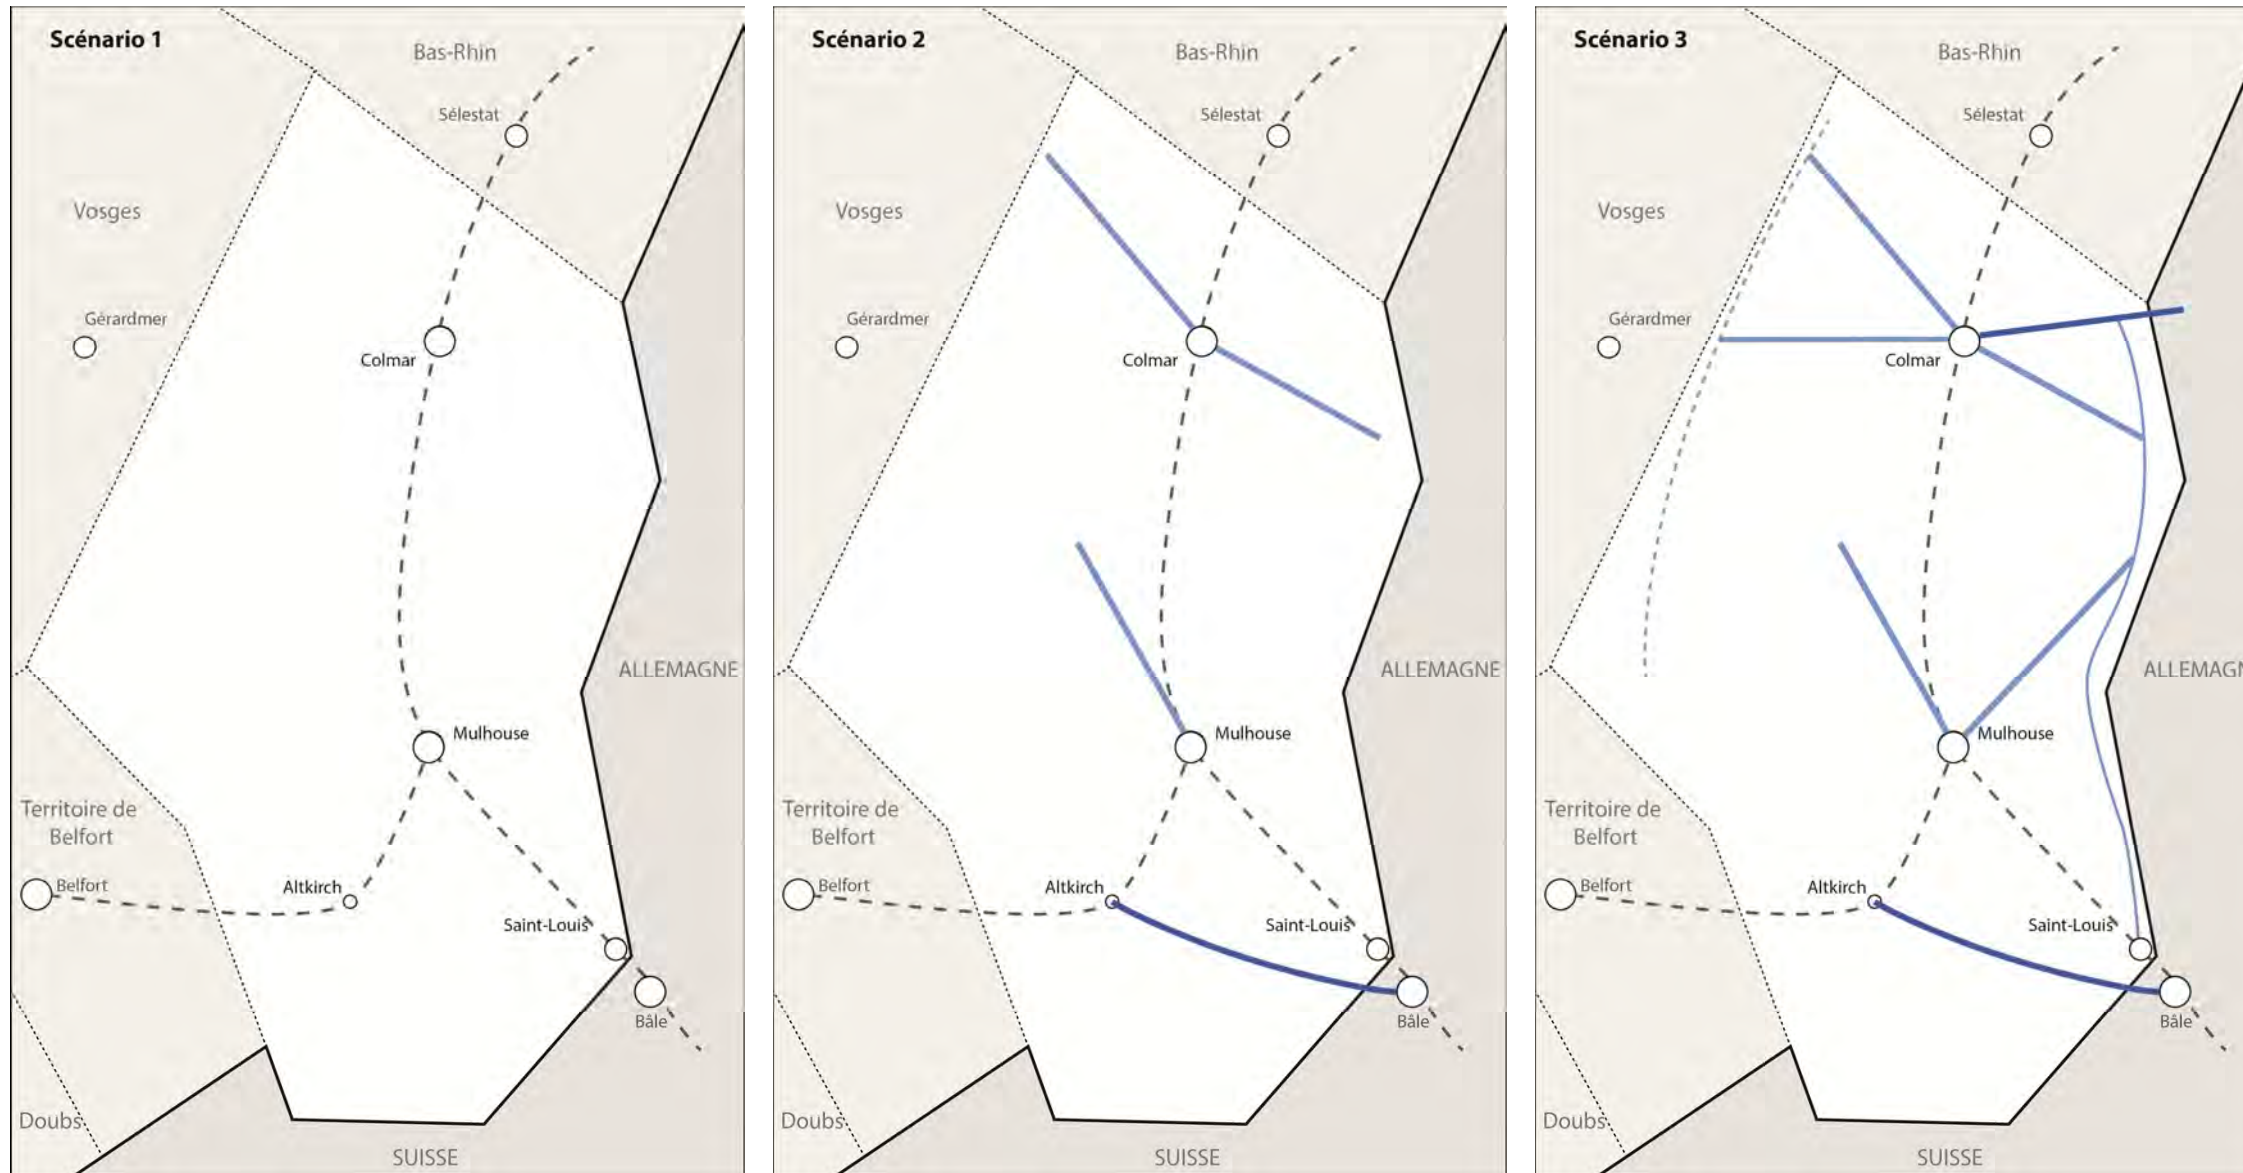 Scénario 1
Bas-Rhin
Sélestat
Vosges
Gérardmer
Colmar
ALLEMAGNE
Mulhouse
Territoire de
Belfort
Belfort
Altkirch
Saint-Louis
Bâle
Doubs
SUISSE
Scénario 2
Bas-Rhin
Sélestat
Vosges
Gérardmer
Colmar
ALLEMAGNE
Mulhouse
Territoire de
Belfort
Belfort
Altkirch
Saint-Louis
Bâle
Doubs
SUISSE
Scénario 3
Bas-Rhin
Sélestat
Vosges
Gérardmer
Colmar
ALLEMAGN
Mulhouse
Territoire de
Belfort
Belfort
Altkirch
Saint-Louis
Bâle
Doubs
SUISSE